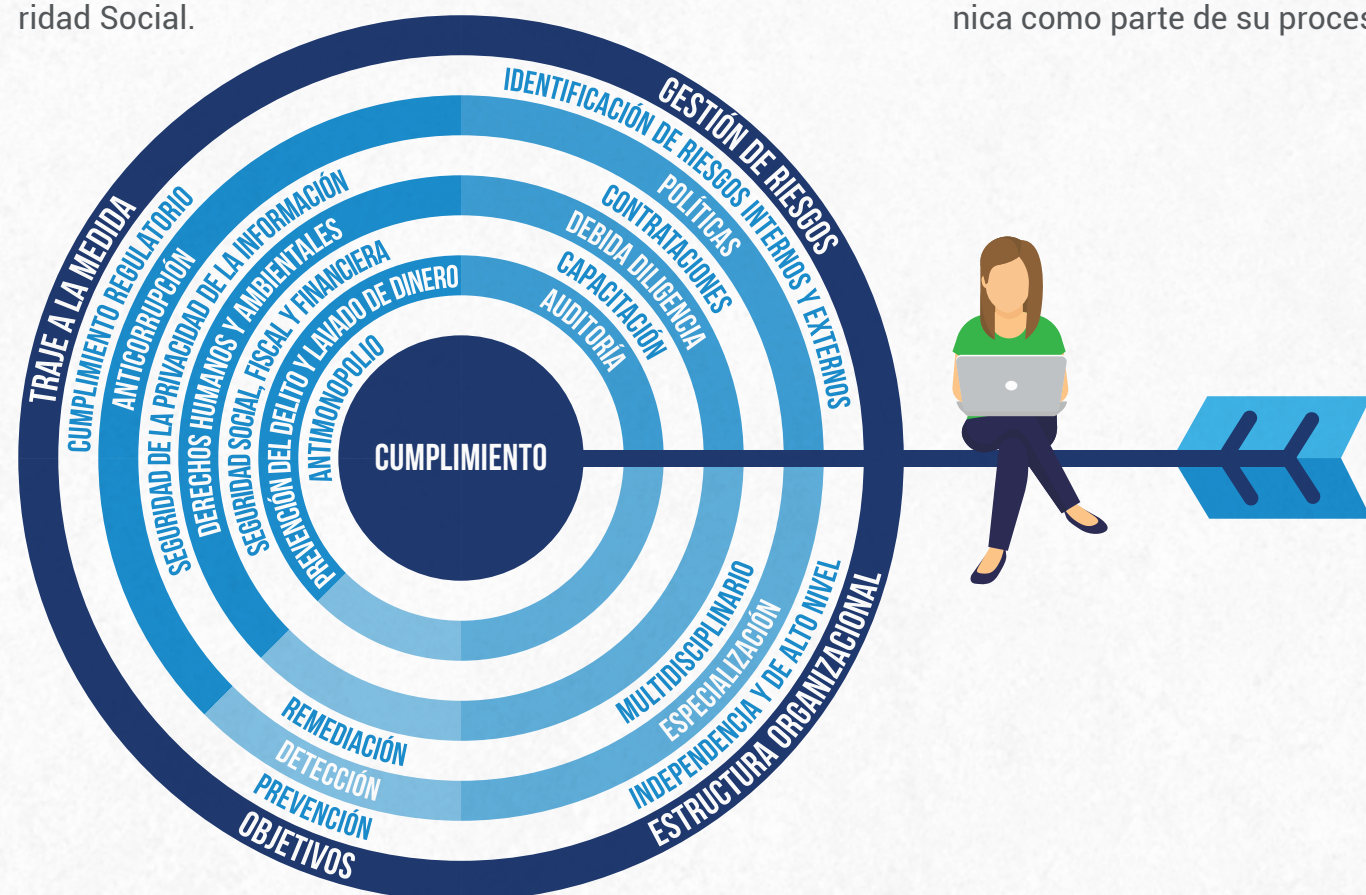 ridad Social.
nica como parte de su proces
TRAJE A LA MEDIDA
CUMPLIMIENTO REGULATORIO
ANTICORRUPCIÓN
SEGURIDAD DE LA PRIVACIDAD DE LA INFORMACIÓN
DERECHOS HUMANOS Y AMBIENTALES
SEGURIDAD SOCIAL, FISCAL Y FINANCIERA
PREVENCIÓN DEL DELITO Y LAVADO DE DINERO
ANTIMONOPOLIO
GESTIÓN DE RIESGOS
IDENTIFICACIÓN DE RIESGOS INTERNOS Y EXTERNOS
POLÍTICAS
CONTRATACIONES
DEBIDA DILIGENCIA
CAPACITACIÓN
AUDITORÍA
CUMPLIMIENTO
MULTIDISCIPLINARIO
ESPECIALIZACIÓN
INDEPENDENCIA Y DE ALTO NIVEL
ESTRUCTURA ORGANIZACIONAL
REMEDIACIÓN
DETECCIÓN
PREVENCIÓN
OBJETIVOS